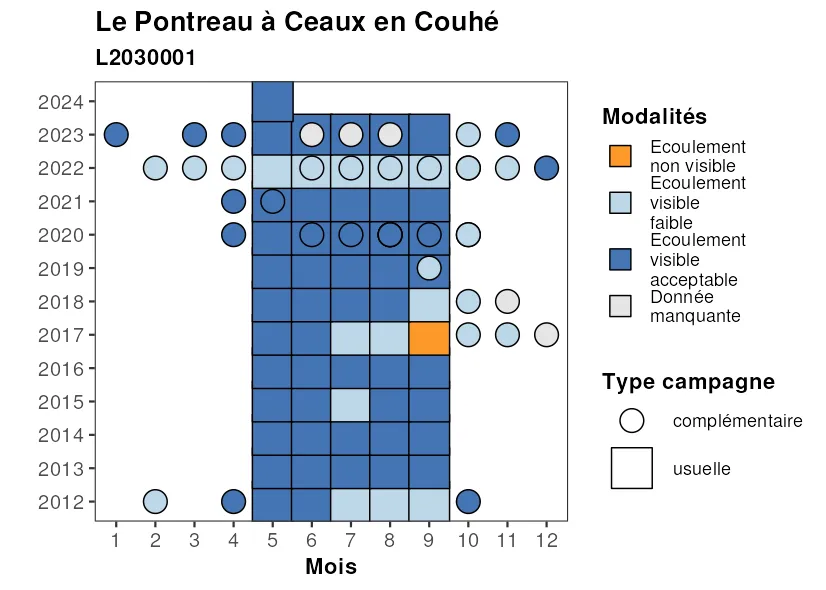 Le Pontreau à Ceaux en Couhé
L2030001
2024
2023
2022
2021
2020
2019
2018
2017
2016
2015
2014
2013
2012
1 2 3 4 5 6 7 8 9 10 11 12
Mois
Modalités
Ecoulement
non visible
Ecoulement
visible
faible
Ecoulement
visible
acceptable
Donnée
manquante
Type campagne
complémentaire
usuelle